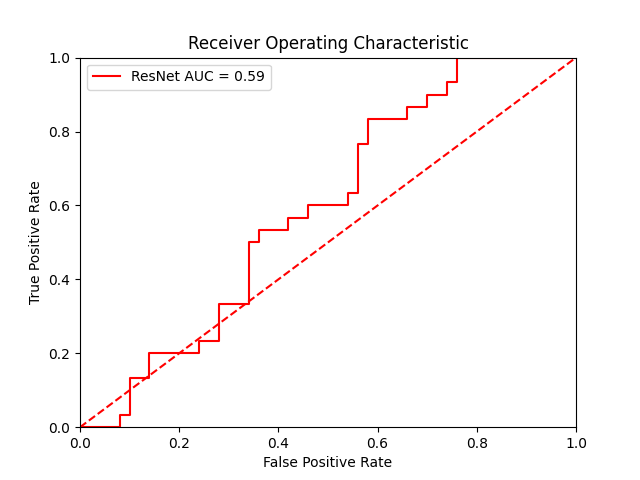 Receiver Operating Characteristic
ResNet AUC = 0.59
1.0
0.8
0.6
0.4
0.2
0.0
True Positive Rate
0.0 0.2 0.4 0.6 0.8 1.0
False Positive Rate